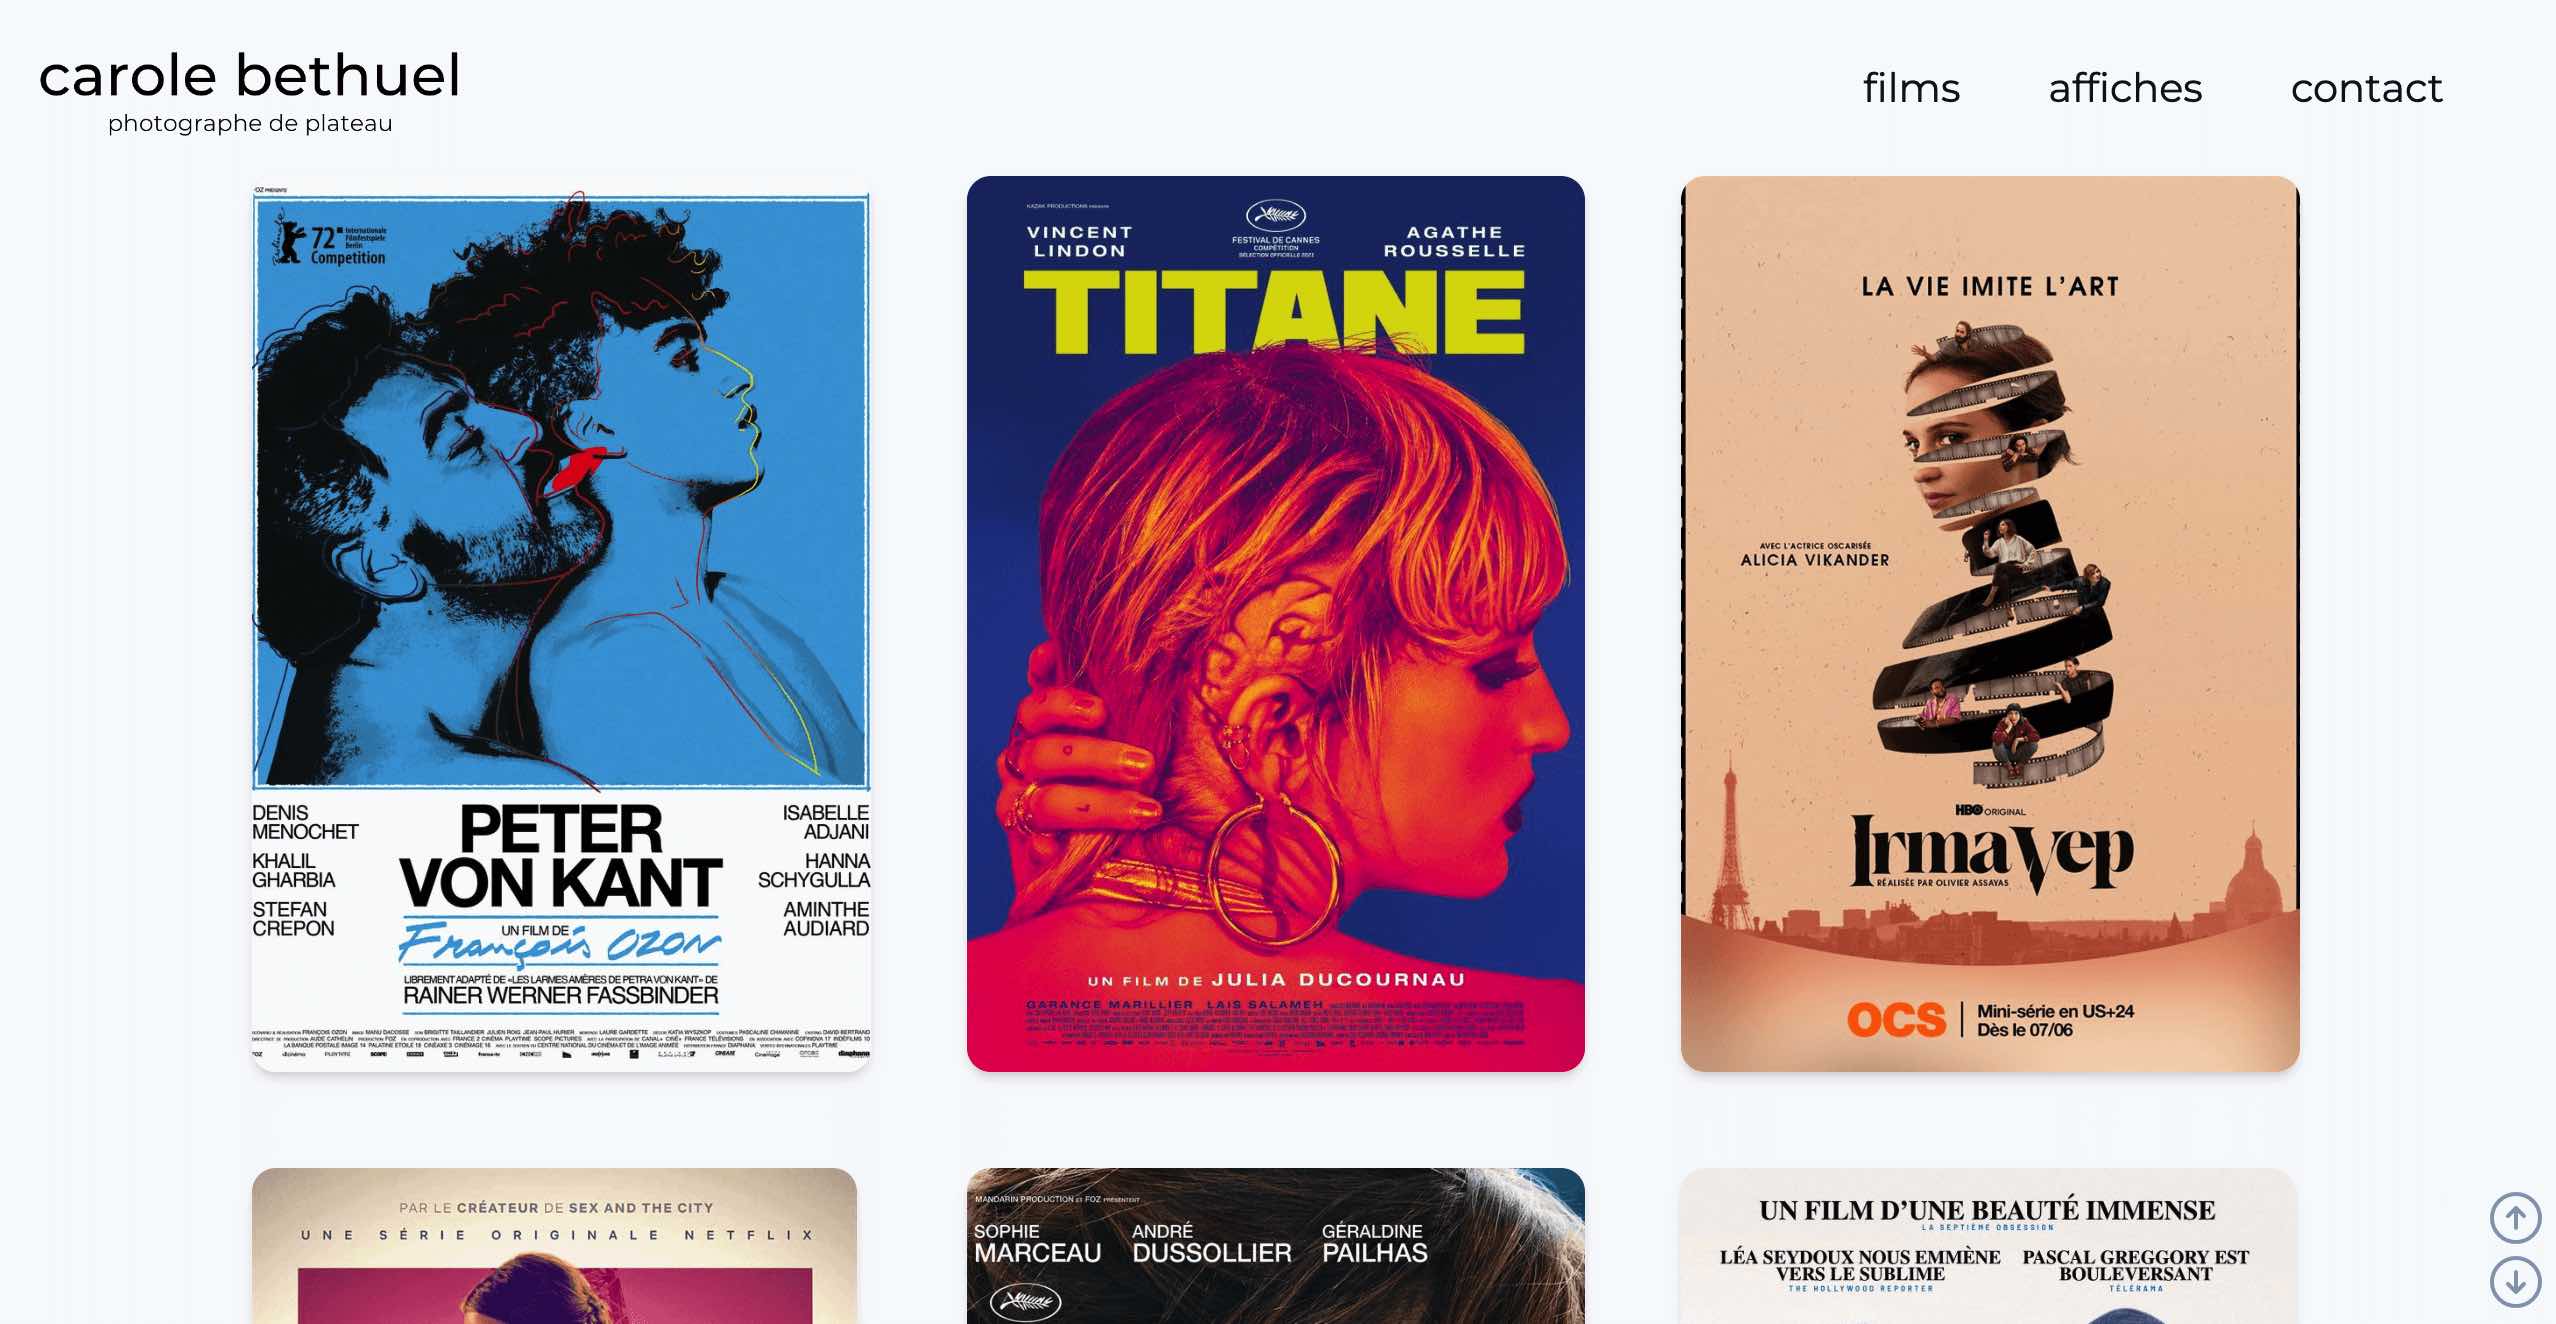 carole bethuel
photographe de plateau
films
affiches
contact
72
Internationale
Filmfestspiele
Berlin
Competition
DENIS
MENOCHET
KHALIL
GHARBIA
STEFAN
CREPON
PETER
VON KANT
UN FILM DE
François OZON
LIBREMENT ADAPTÉ DE «LES LARMES AMÈRES DE PETRA VON KANT» DE
RAINER WERNER FASSBINDER
ISABELLE
ADJANI
HANNA
SCHYGULLA
AMINTHE
AUDIARD
KAZAK PRODUCTIONS PRÉSENTE
VINCENT
LINDON
FESTIVAL DE CANNES
COMPÉTITION
SÉLECTION OFFICIELLE 2021
AGATHE
ROUSSELLE
TITANE
UN FILM DE JULIA DUCOURNAU
GARANCE MARILLIER LAIS SALAMEH
LA VIE IMITE L'ART
AVEC L'ACTRICE OSCARISÉE
ALICIA VIKANDER
HBO ORIGINAL
Irma Vep
RÉALISÉE PAR OLIVIER ASSAYAS
OCS
Mini-série en US+24
Dès le 07/06
PAR LE CRÉATEUR DE SEX AND THE CITY
UNE SÉRIE ORIGINALE NETFLIX
MANDARIN PRODUCTION ET FOZ PRÉSENTENT
SOPHIE
MARCEAU
ANDRÉ
DUSSOLLIER
GÉRALDINE
PAILHAS
UN FILM D'UNE BEAUTÉ IMMENSE
LA SEPTIÈME OBSESSION
LÉA SEYDOUX NOUS EMMÈNE
VERS LE SUBLIME
THE HOLLYWOOD REPORTER
PASCAL GREGGORY EST
BOULEVERSANT
TÉLÉRAMA